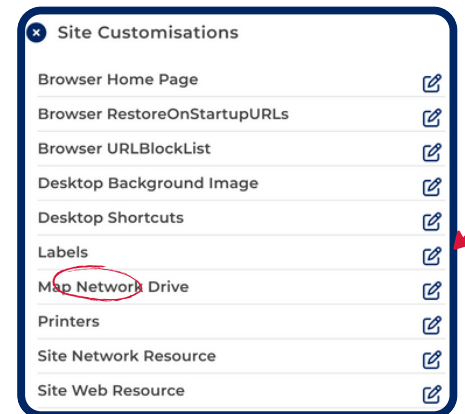 Site Customisations
Browser Home Page
Browser RestoreOnStartupURLs
Browser URLBlockList
Desktop Background Image
Desktop Shortcuts
Labels
Map Network Drive
Printers
Site Network Resource
Site Web Resource